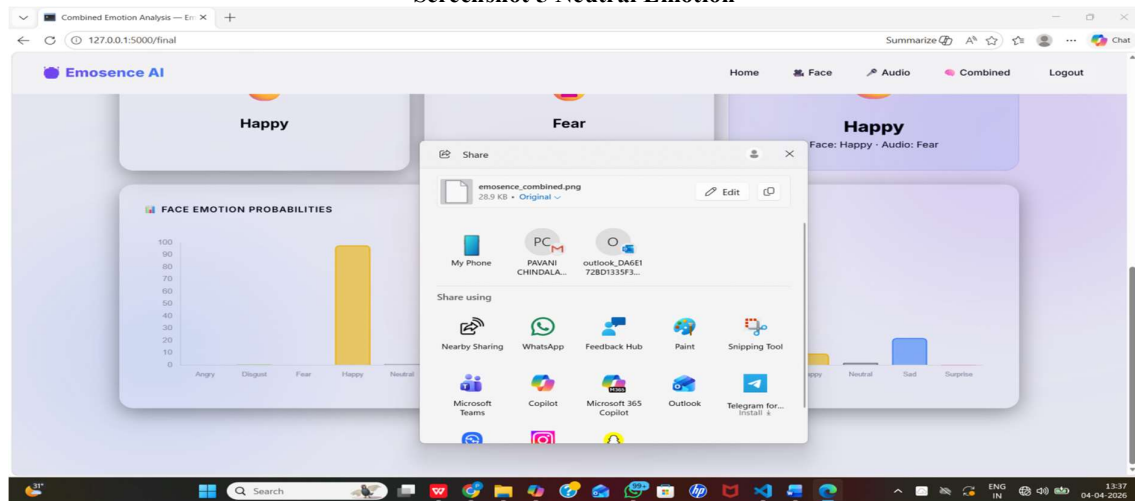 Screenshot 3 Neutral Emotion
Combined Emotion Analysis — Em
127.0.0.1:5000/final
Summarize
Chat
Emosence AI
Home
Face
Audio
Combined
Logout
Happy
Fear
Happy
Face: Happy · Audio: Fear
Share
emosence_combined.png
28.9 KB • Original
Edit
FACE EMOTION PROBABILITIES
100
90
80
70
60
50
40
30
20
10
0
Angry
Disgust
Fear
Happy
Neutral
PC
O
My Phone
PAVANI
CHINDALA...
outlook_DA6E1
72BD1335F3...
Share using
Nearby Sharing
WhatsApp
Feedback Hub
Paint
Snipping Tool
Microsoft
Teams
Copilot
Microsoft 365
Copilot
Outlook
Telegram for...
Install
Neutral
Sad
Surprise
31°
Search
99+
ENG
IN
13:37
04-04-2026